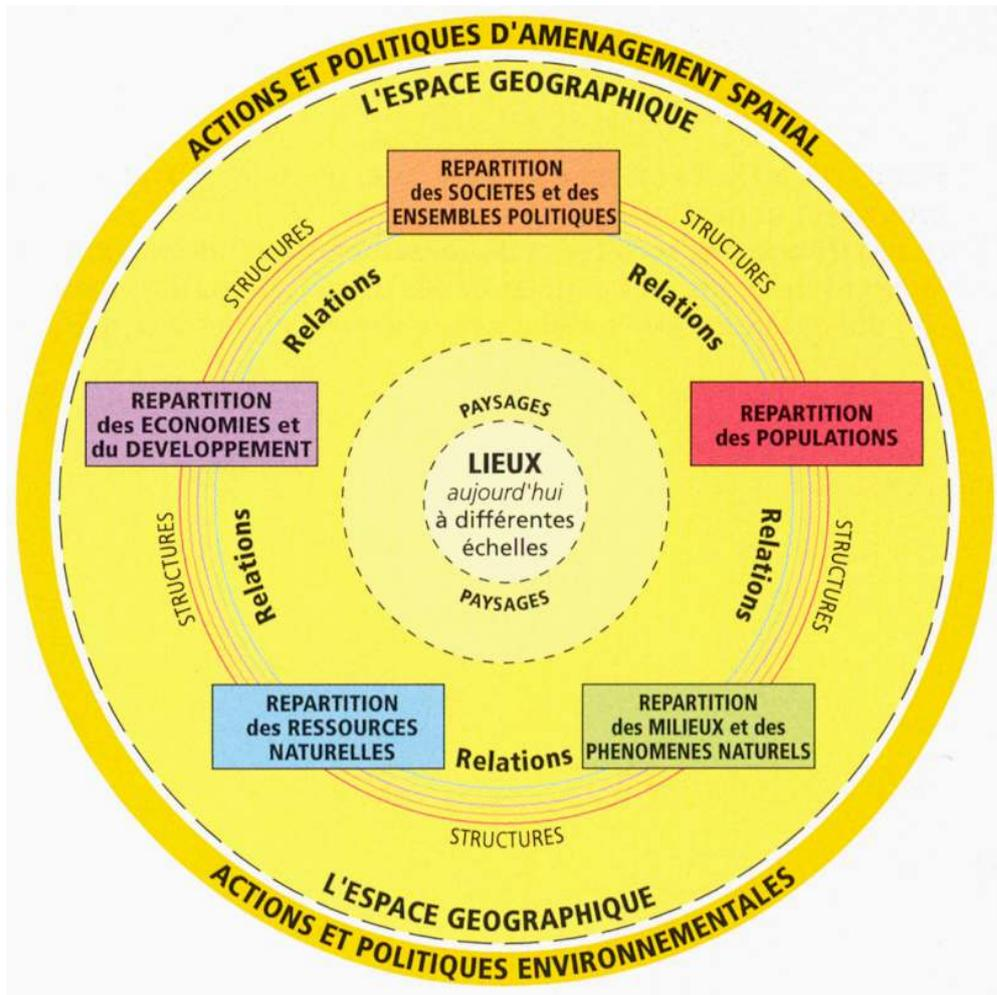 ACTIONS ET POLITIQUES D'AMENAGEMENT SPATIAL
L'ESPACE GEOGRAPHIQUE
REPARTITION
des SOCIETES et des
ENSEMBLES POLITIQUES
STRUCTURES
STRUCTURES
Relations
Relations
REPARTITION
des ECONOMIES et
du DEVELOPPEMENT
REPARTITION
des POPULATIONS
PAYSAGES
LIEUX
aujourd'hui
à différentes
échelles
PAYSAGES
STRUCTURES
Relations
Relations
STRUCTURES
REPARTITION
des RESSOURCES
NATURELLES
REPARTITION
des MILIEUX et des
PHENOMENES NATURELS
Relations
STRUCTURES
L'ESPACE GEOGRAPHIQUE
ACTIONS ET POLITIQUES ENVIRONNEMENTALES